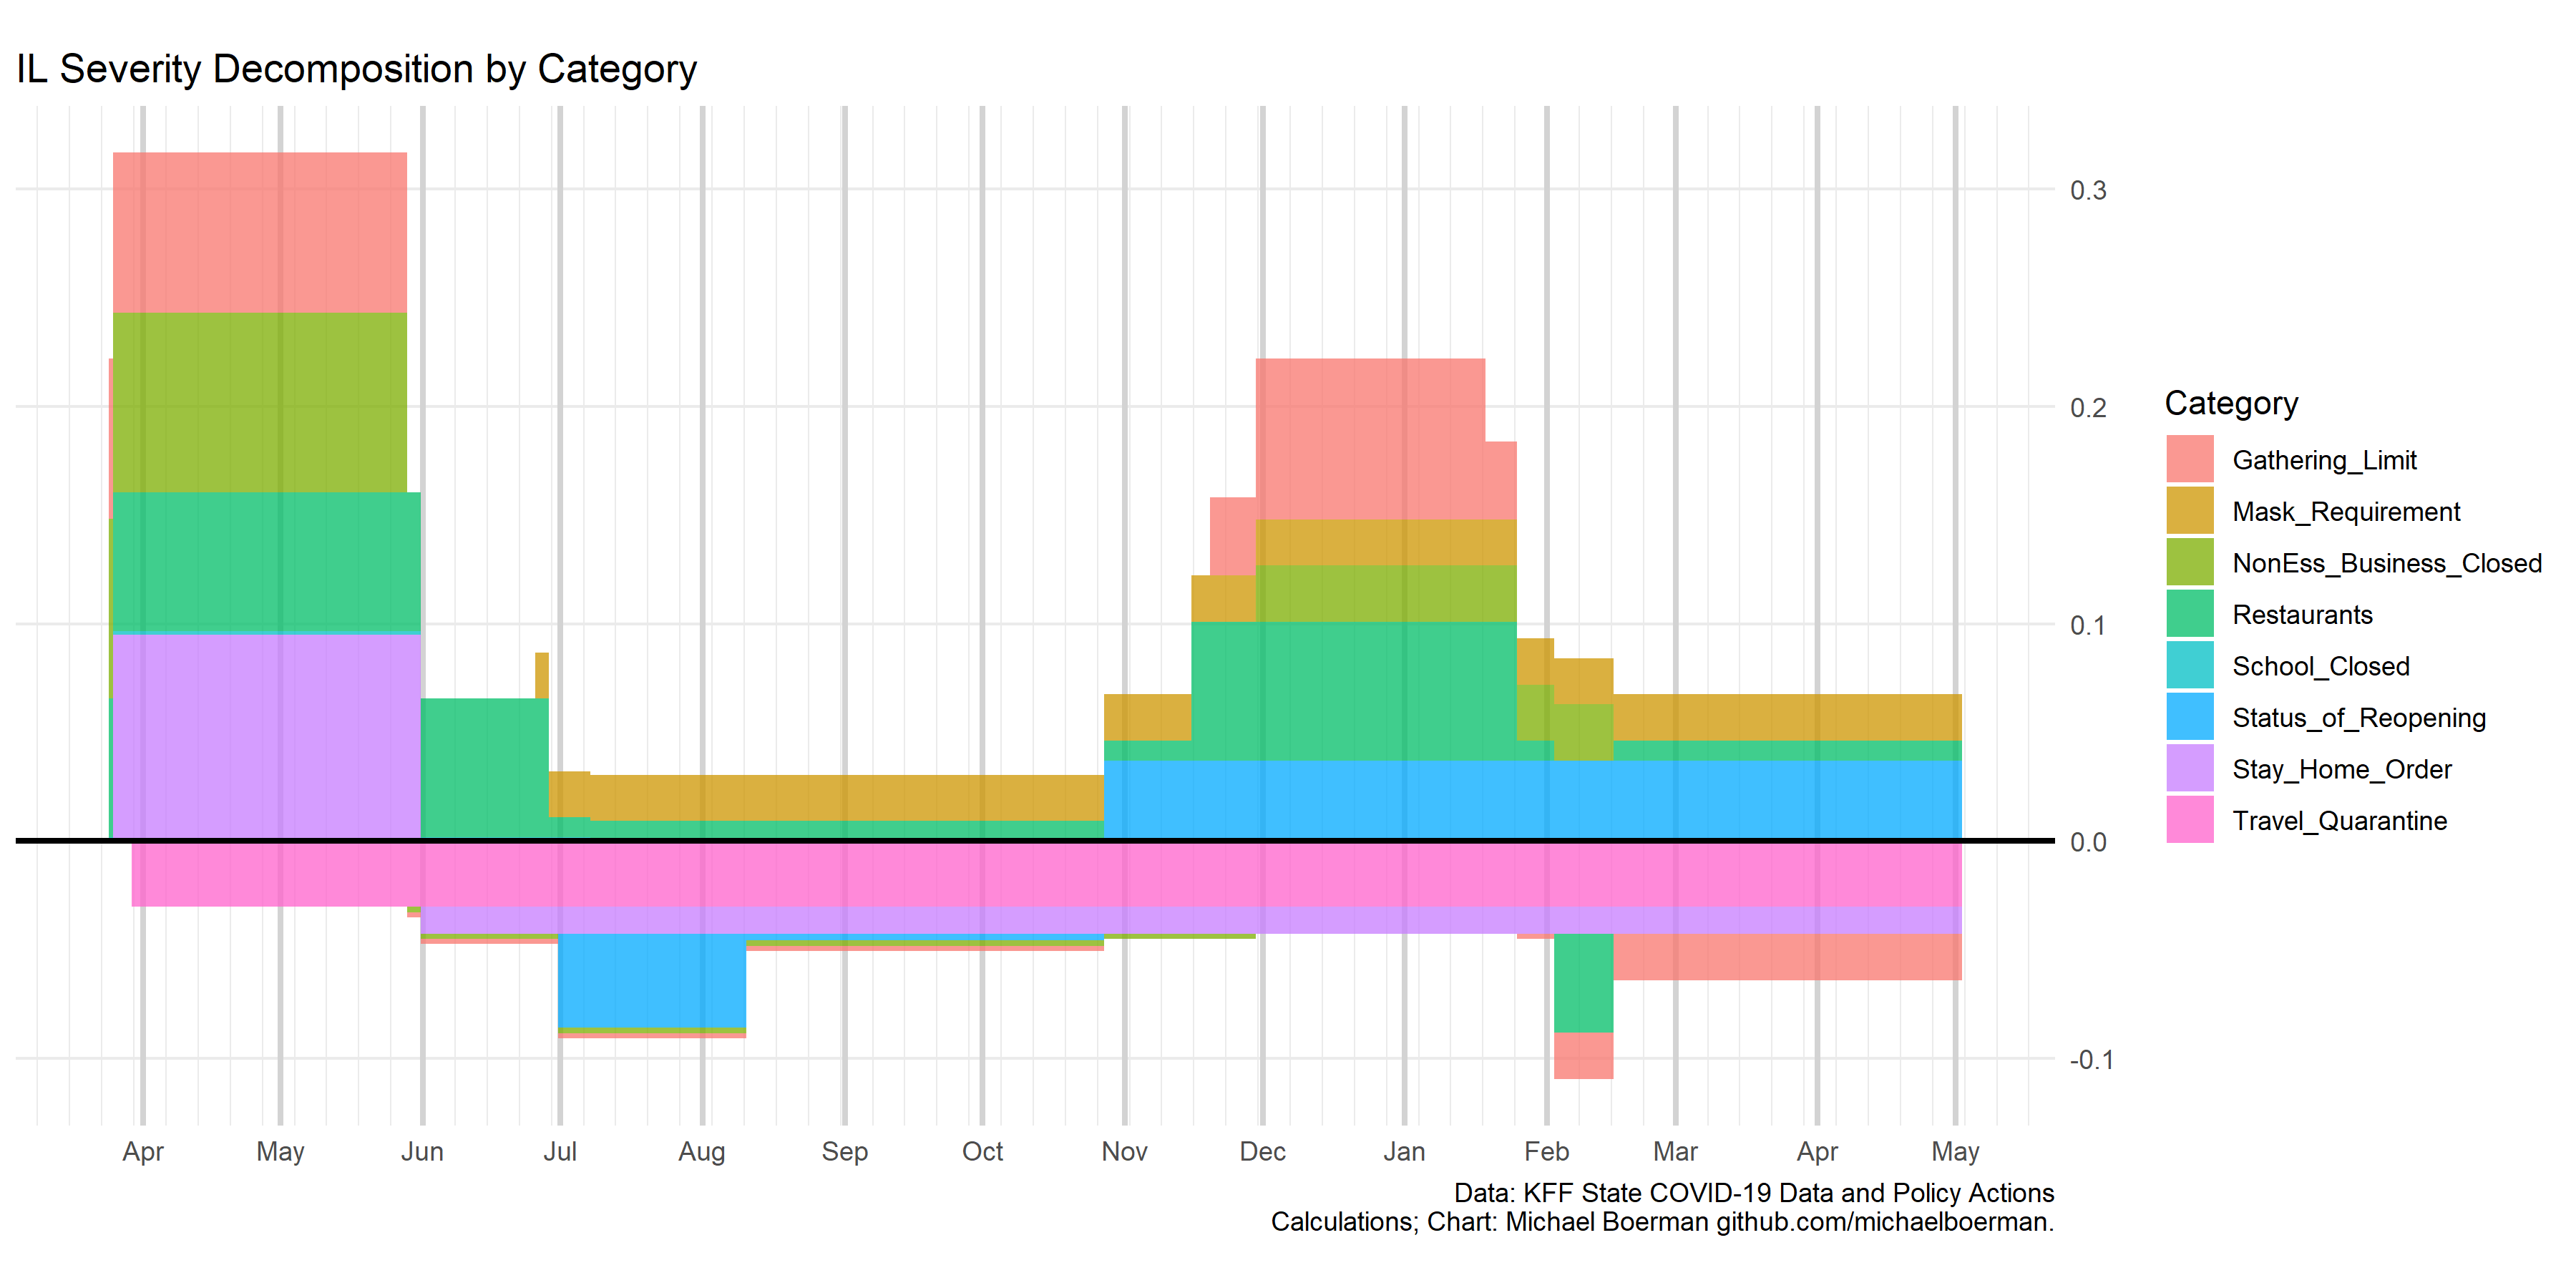 IL Severity Decomposition by Category
0.3
0.2
0.1
0.0
-0.1
Apr May Jun Jul Aug Sep Oct Nov Dec Jan Feb Mar Apr May
Category
Gathering_Limit
Mask_Requirement
NonEss_Business_Closed
Restaurants
School_Closed
Status_of_Reopening
Stay_Home_Order
Travel_Quarantine
Data: KFF State COVID-19 Data and Policy Actions
Calculations; Chart: Michael Boerman github.com/michaelboerman.